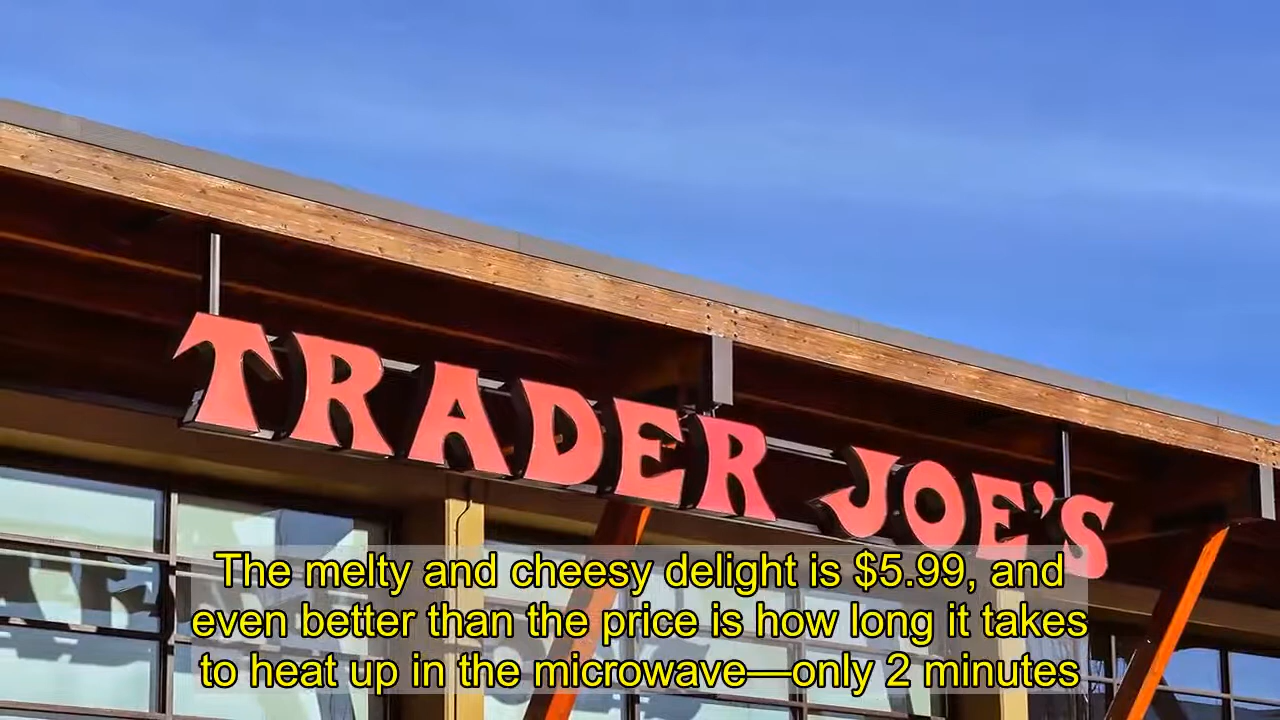 TRADER JOE'S
The melty and cheesy delight is $5.99, and
even better than the price is how long it takes
to heat up in the microwave—only 2 minutes